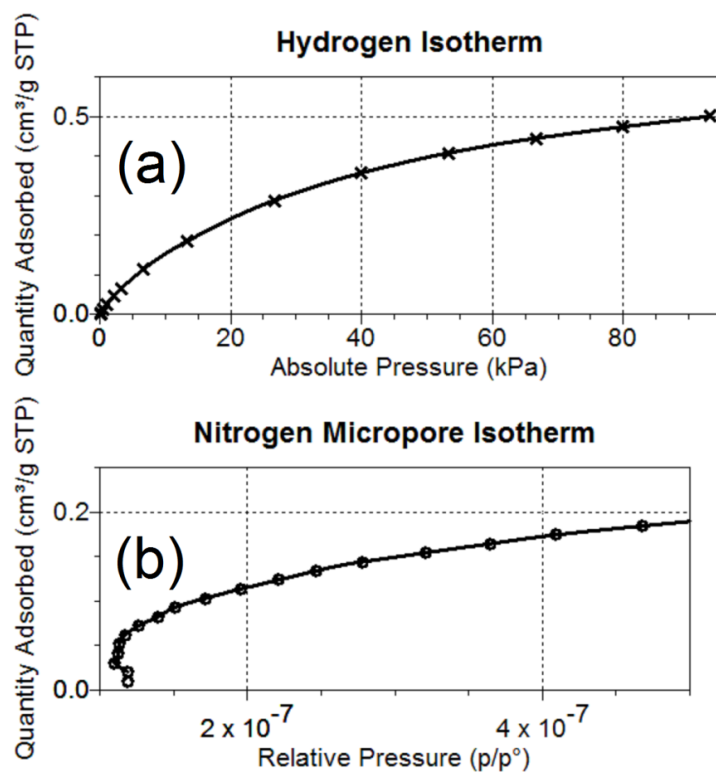 Hydrogen Isotherm
Quantity Adsorbed (cm³/g STP)
(a)
0.5
0.0
0 20 40 60 80
Absolute Pressure (kPa)
Nitrogen Micropore Isotherm
Quantity Adsorbed (cm³/g STP)
(b)
0.2
0.0
2 x 10⁻⁷ 4 x 10⁻⁷
Relative Pressure (p/p°)